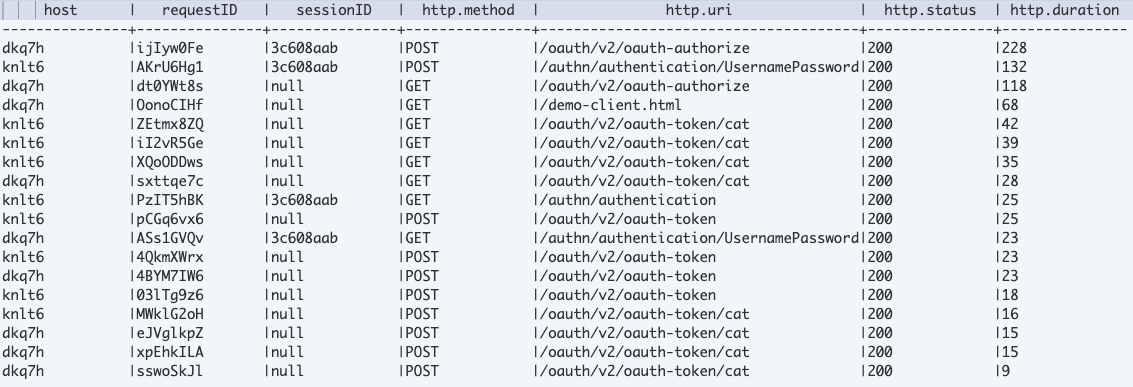 | | | host | requestID | sessionID | http.method | http.uri | http.status | http.duration
---------------+---------------+---------------+---------------+------------------------------------+---------------+---------------
dkq7h |ijIyw0Fe |3c608aab |POST |/oauth/v2/oauth-authorize |200 |228
knlt6 |AKrU6Hg1 |3c608aab |POST |/authn/authentication/UsernamePassword|200 |132
dkq7h |dt0YWt8s |null |GET |/oauth/v2/oauth-authorize |200 |118
dkq7h |OonoCIHf |null |GET |/demo-client.html |200 |68
knlt6 |ZEtmx8ZQ |null |GET |/oauth/v2/oauth-token/cat |200 |42
knlt6 |iI2vR5Ge |null |GET |/oauth/v2/oauth-token/cat |200 |39
knlt6 |XQoODDws |null |GET |/oauth/v2/oauth-token/cat |200 |35
dkq7h |sxttqe7c |null |GET |/oauth/v2/oauth-token/cat |200 |28
knlt6 |PzIT5hBK |3c608aab |GET |/authn/authentication |200 |25
knlt6 |pCGq6vx6 |null |POST |/oauth/v2/oauth-token |200 |25
dkq7h |ASs1GVQv |3c608aab |GET |/authn/authentication/UsernamePassword|200 |23
knlt6 |4QkmXWrx |null |POST |/oauth/v2/oauth-token |200 |23
dkq7h |4BYM7IW6 |null |POST |/oauth/v2/oauth-token |200 |23
knlt6 |03lTg9z6 |null |POST |/oauth/v2/oauth-token |200 |18
knlt6 |MWklG2oH |null |POST |/oauth/v2/oauth-token/cat |200 |16
dkq7h |eJVglkpZ |null |POST |/oauth/v2/oauth-token/cat |200 |15
dkq7h |xpEhkILA |null |POST |/oauth/v2/oauth-token/cat |200 |15
dkq7h |sswoSkJl |null |POST |/oauth/v2/oauth-token/cat |200 |9